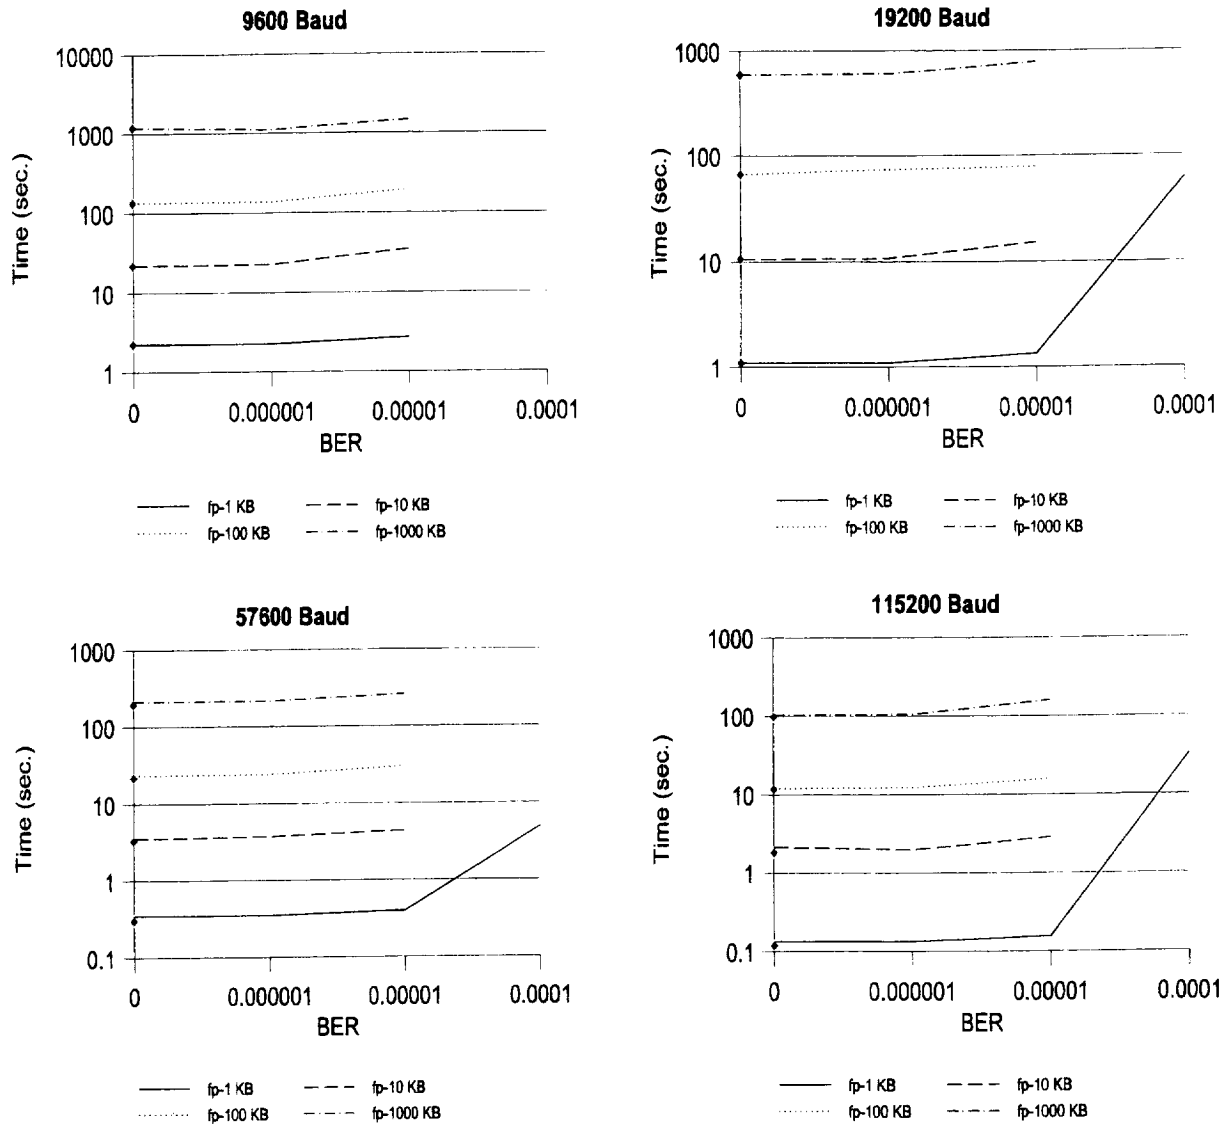 9600 Baud
10000
1000
100
10
1
Time (sec.)
0
0.000001
0.00001
0.0001
BER
fp-1 KB
fp-10 KB
fp-100 KB
fp-1000 KB
19200 Baud
1000
100
10
1
Time (sec.)
0
0.000001
0.00001
0.0001
BER
fp-1 KB
fp-10 KB
fp-100 KB
fp-1000 KB
57600 Baud
1000
100
10
1
0.1
Time (sec.)
0
0.000001
0.00001
0.0001
BER
fp-1 KB
fp-10 KB
fp-100 KB
fp-1000 KB
115200 Baud
1000
100
10
1
0.1
Time (sec.)
0
0.000001
0.00001
0.0001
BER
fp-1 KB
fp-10 KB
fp-100 KB
fp-1000 KB